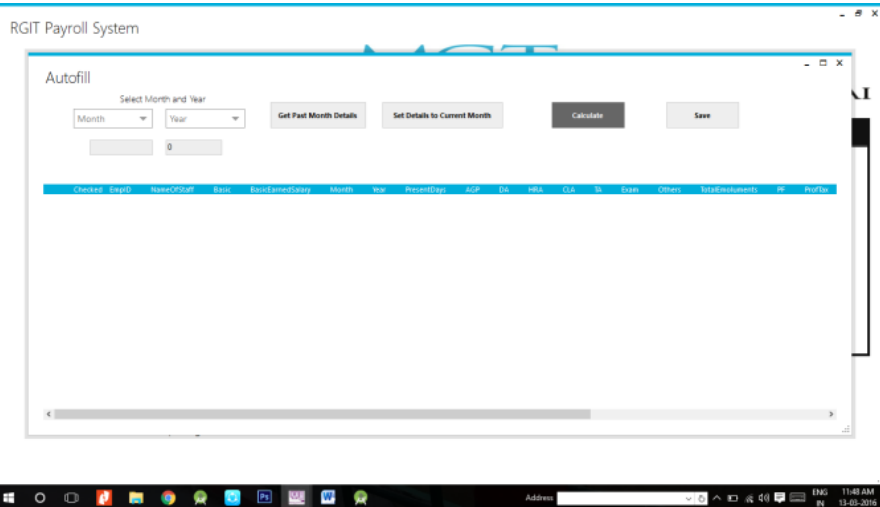 RGIT Payroll System
Autofill
Select Month and Year
Month Year Get Past Month Details Set Details to Current Month Calculate Save
0
Checked EmpID NameOfStaff Basic BasicEarnedSalary Month Year PresentDays AGP DA HRA CLA TA Exam Others TotalEmoluments PF ProfTax
Address ENG 11:48 AM
IN 13-03-2016